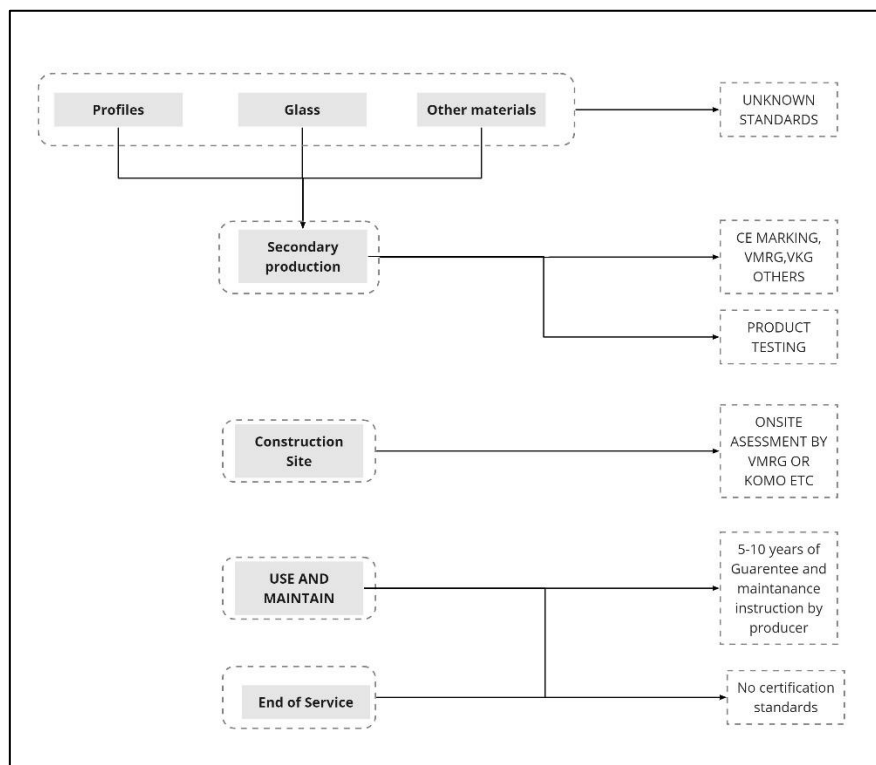 Profiles
Glass
Other materials
UNKNOWN
STANDARDS
Secondary
production
CE MARKING,
VMRG,VKG
OTHERS
PRODUCT
TESTING
Construction
Site
ONSITE
ASESSMENT BY
VMRG OR
KOMO ETC
USE AND
MAINTAIN
5-10 years of
Guarentee and
maintanance
instruction by
producer
End of Service
No certification
standards